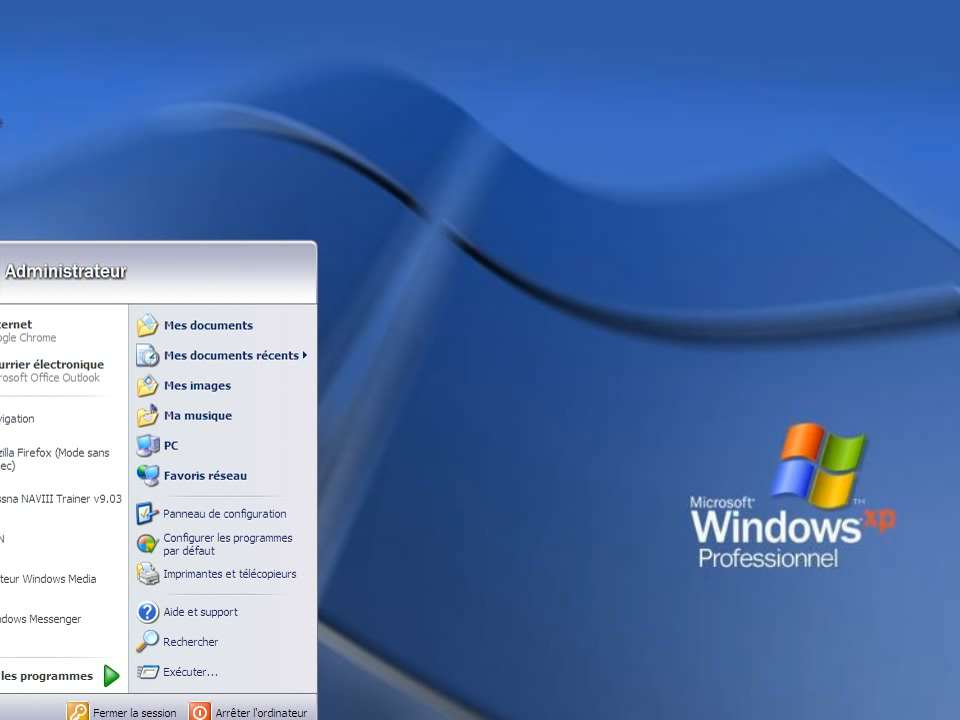 Administrateur
ternet
ogle Chrome
urrier électronique
rosoft Office Outlook
vigation
zilla Firefox (Mode sans
ec)
ssna NAVIII Trainer v9.03
N
teur Windows Media
dows Messenger
les programmes
Mes documents
Mes documents récents
Mes images
Ma musique
PC
Favoris réseau
Panneau de configuration
Configurer les programmes
par défaut
Imprimantes et télécopieurs
Aide et support
Rechercher
Exécuter...
Fermer la session
Arrêter l'ordinateur
Microsoft®
Windows xp
TM
Professionnel